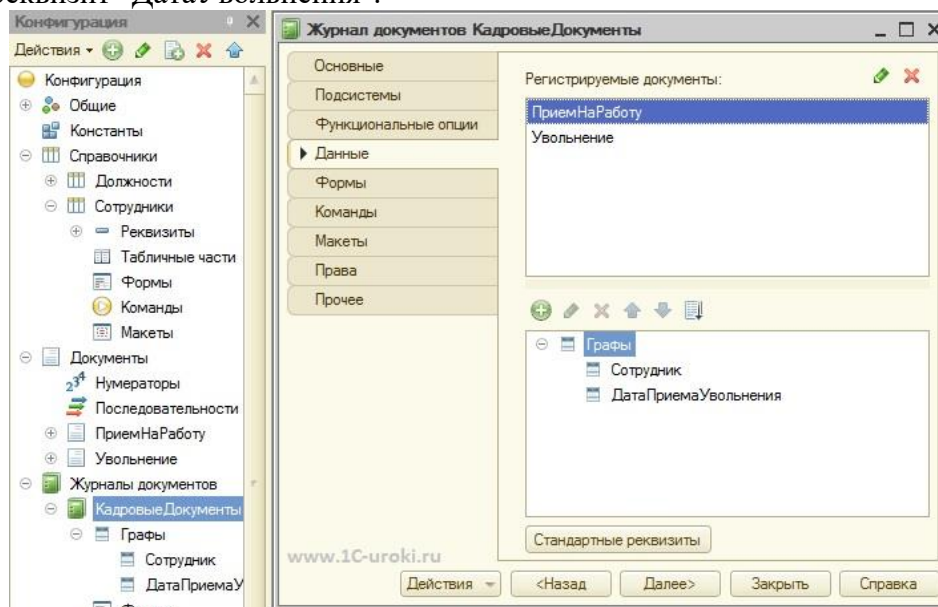 реквизит "ДатаУвольнения".
Конфигурация
Действия
Конфигурация
Общие
Константы
Справочники
Должности
Сотрудники
Реквизиты
Табличные части
Формы
Команды
Макеты
Документы
Нумераторы
Последовательности
ПриемНаРаботу
Увольнение
Журналы документов
КадровыеДокументы
Графы
Сотрудник
ДатаПриемаУ
Журнал документов КадровыеДокументы
Основные
Подсистемы
Функциональные опции
Данные
Формы
Команды
Макеты
Права
Прочее
Регистрируемые документы:
ПриемНаРаботу
Увольнение
Графы
Сотрудник
ДатаПриемаУвольнения
Стандартные реквизиты
www.1C-uroki.ru
Действия
<Назад
Далее>
Закрыть
Справка